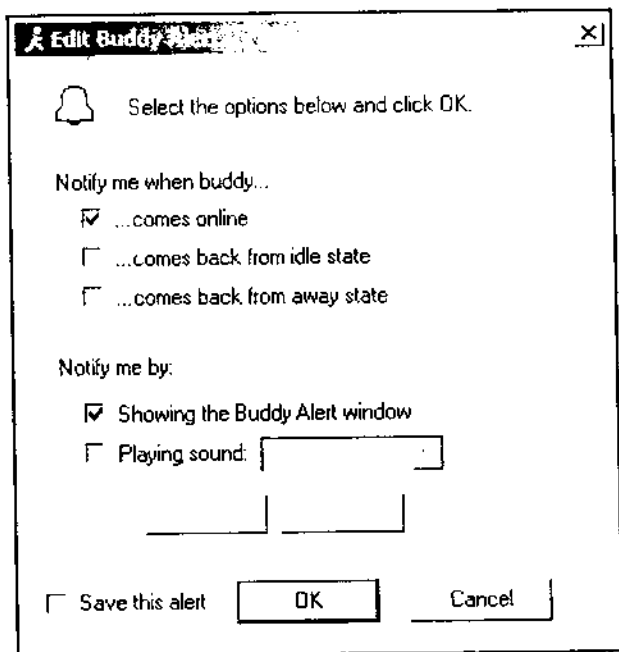 Edit Buddy Alert
Select the options below and click OK.
Notify me when buddy...
...comes online
...comes back from idle state
...comes back from away state
Notify me by:
Showing the Buddy Alert window
Playing sound:
Save this alert
OK
Cancel